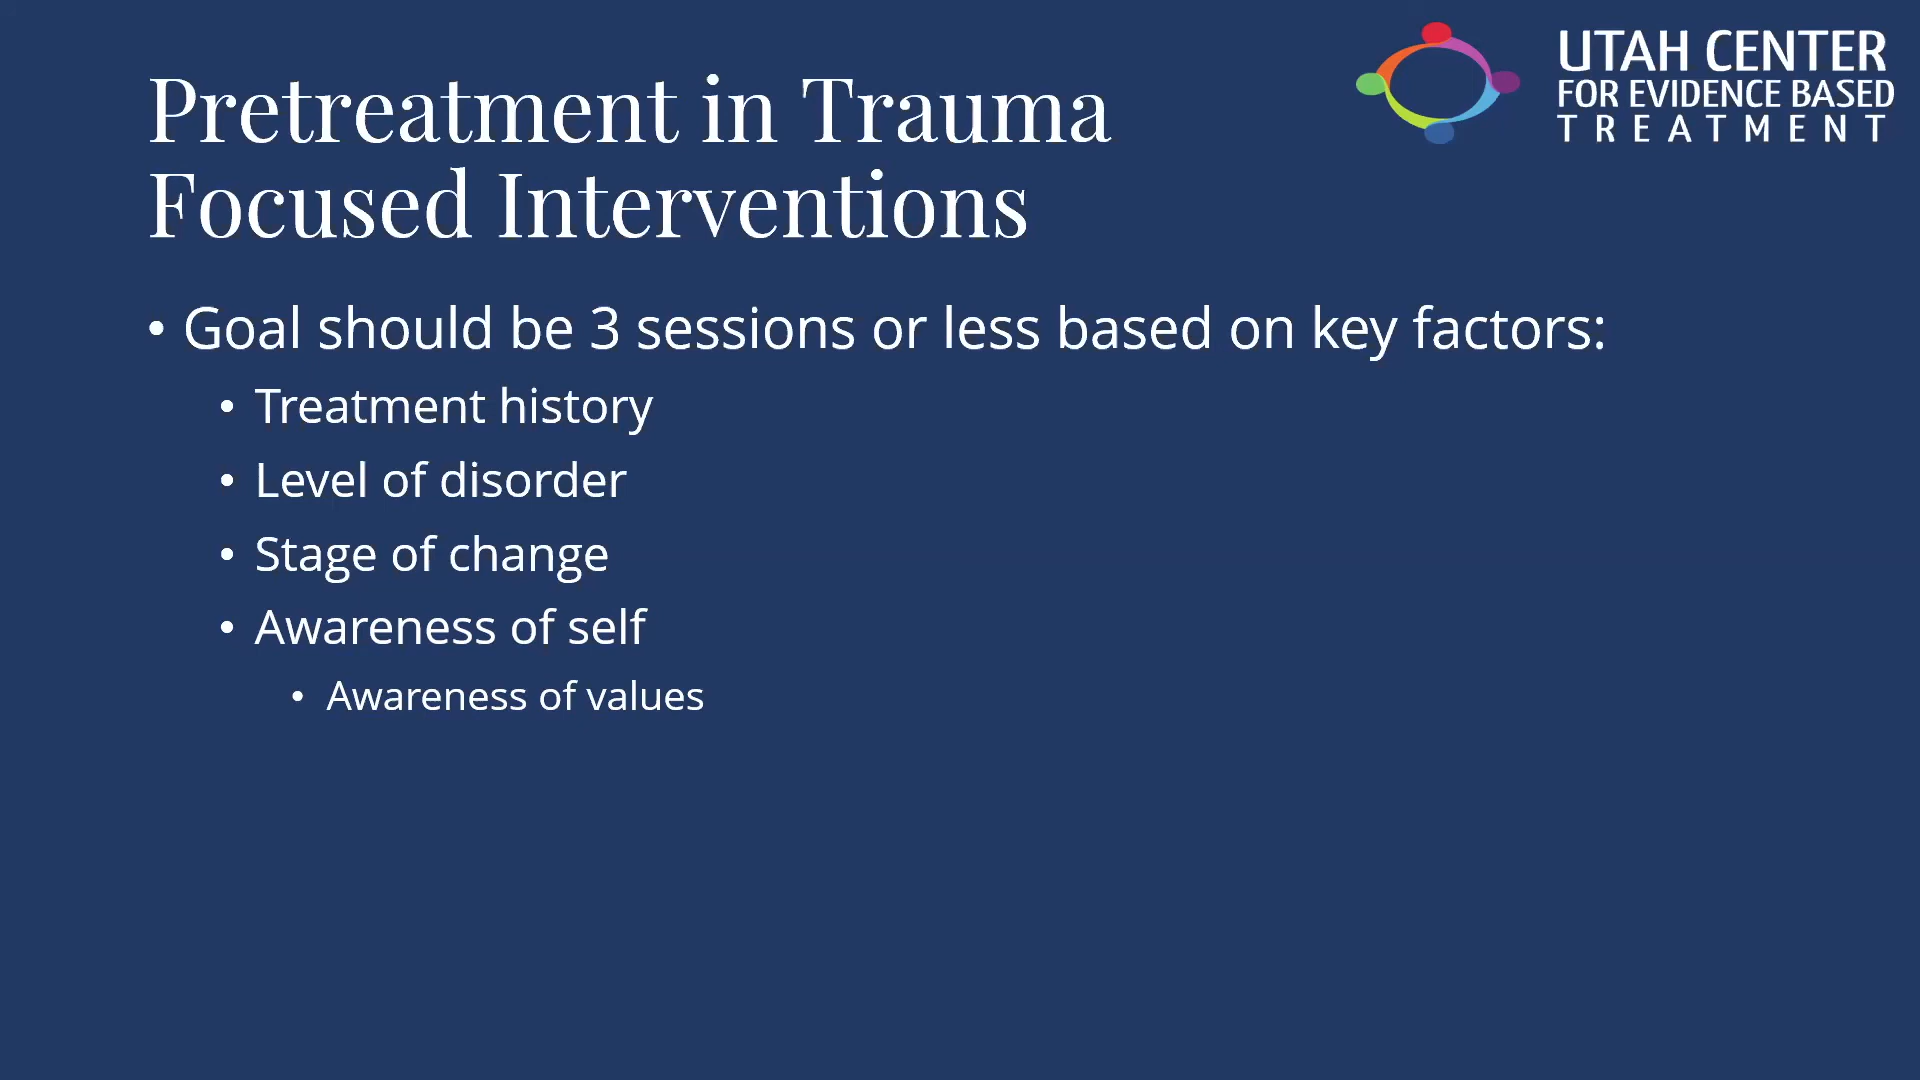 Pretreatment in Trauma
Focused Interventions
UTAH CENTER
FOR EVIDENCE BASED
TREATMENT
• Goal should be 3 sessions or less based on key factors:
• Treatment history
• Level of disorder
• Stage of change
• Awareness of self
• Awareness of values